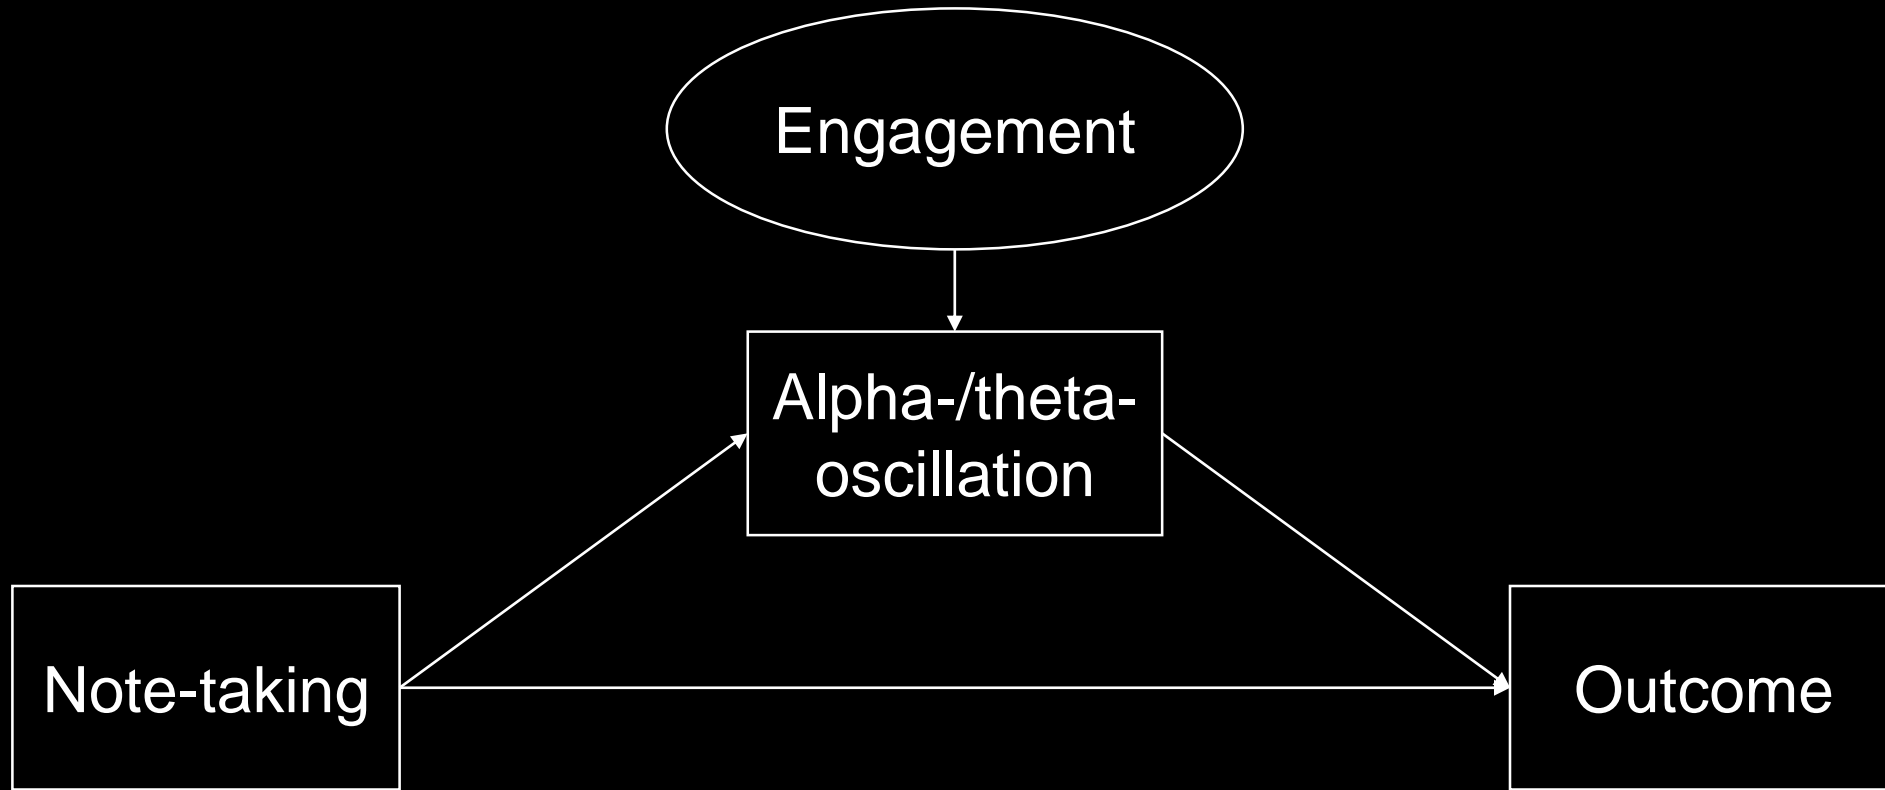 Engagement
Alpha-/theta-
oscillation
Note-taking
Outcome